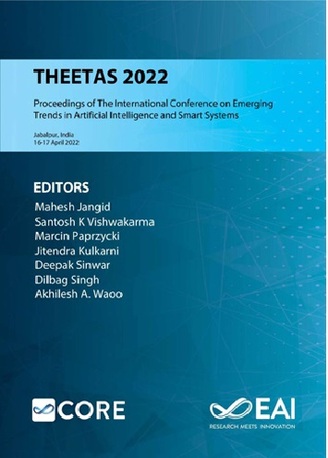 THEETAS 2022
Proceedings of The International Conference on Emerging
Trends in Artificial Intelligence and Smart Systems
Jabalpur, India
16-17 April 2022
EDITORS
Mahesh Jangid
Santosh K Vishwakarma
Marcin Paprzycki
Jitendra Kulkarni
Deepak Sinwar
Dilbag Singh
Akhilesh A. Waoo
CORE
EAI
RESEARCH MEETS INNOVATION